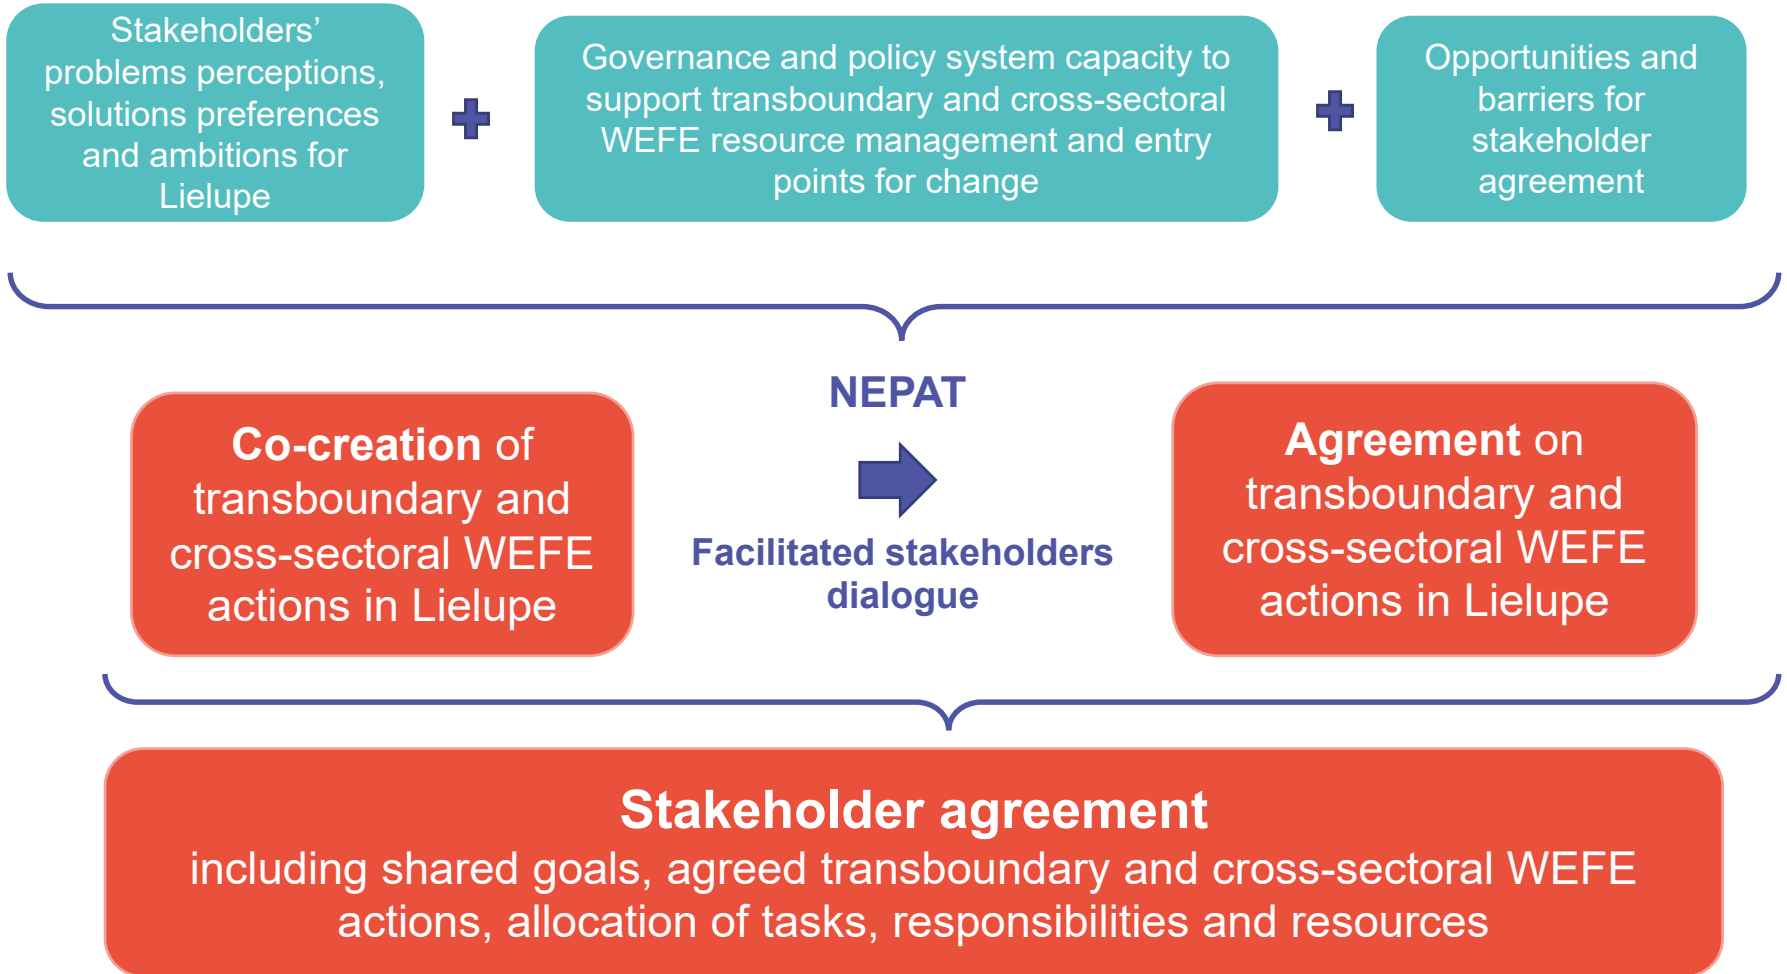 Stakeholders’
problems perceptions,
solutions preferences
and ambitions for
Lielupe
Governance and policy system capacity to
support transboundary and cross-sectoral
WEFE resource management and entry
points for change
Opportunities and
barriers for
stakeholder
agreement
NEPAT
Co-creation of
transboundary and
cross-sectoral WEFE
actions in Lielupe
Facilitated stakeholders
dialogue
Agreement on
transboundary and
cross-sectoral WEFE
actions in Lielupe
Stakeholder agreement
including shared goals, agreed transboundary and cross-sectoral WEFE
actions, allocation of tasks, responsibilities and resources